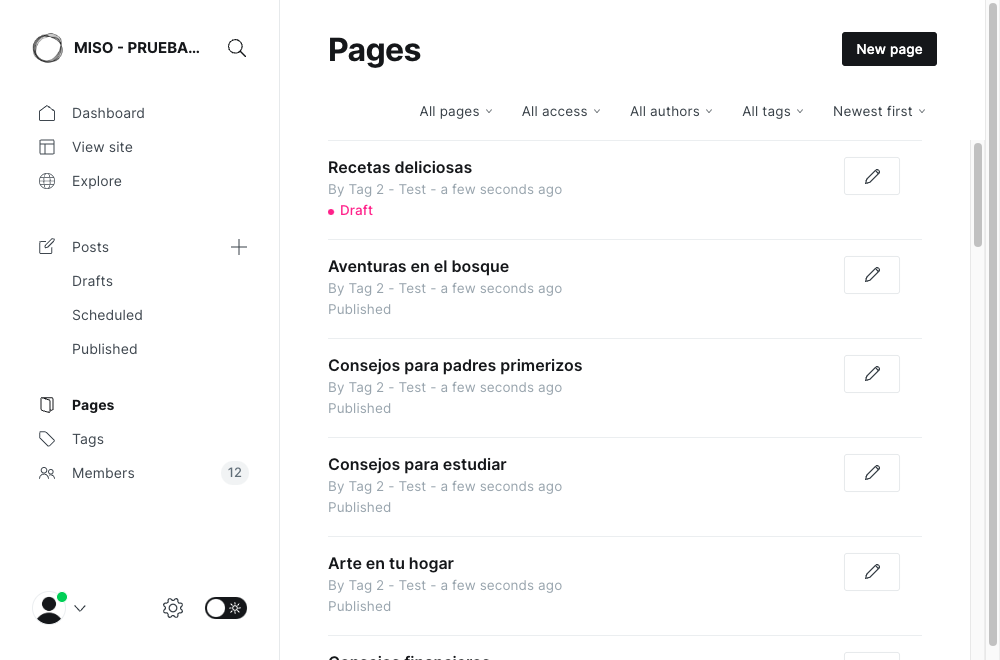 MISO - PRUEBA...
Dashboard
View site
Explore
Posts
Drafts
Scheduled
Published
Pages
Tags
Members 12
Pages
New page
All pages All access All authors All tags Newest first
Recetas deliciosas
By Tag 2 - Test - a few seconds ago
Draft
Aventuras en el bosque
By Tag 2 - Test - a few seconds ago
Published
Consejos para padres primerizos
By Tag 2 - Test - a few seconds ago
Published
Consejos para estudiar
By Tag 2 - Test - a few seconds ago
Published
Arte en tu hogar
By Tag 2 - Test - a few seconds ago
Published
Consejos financieros